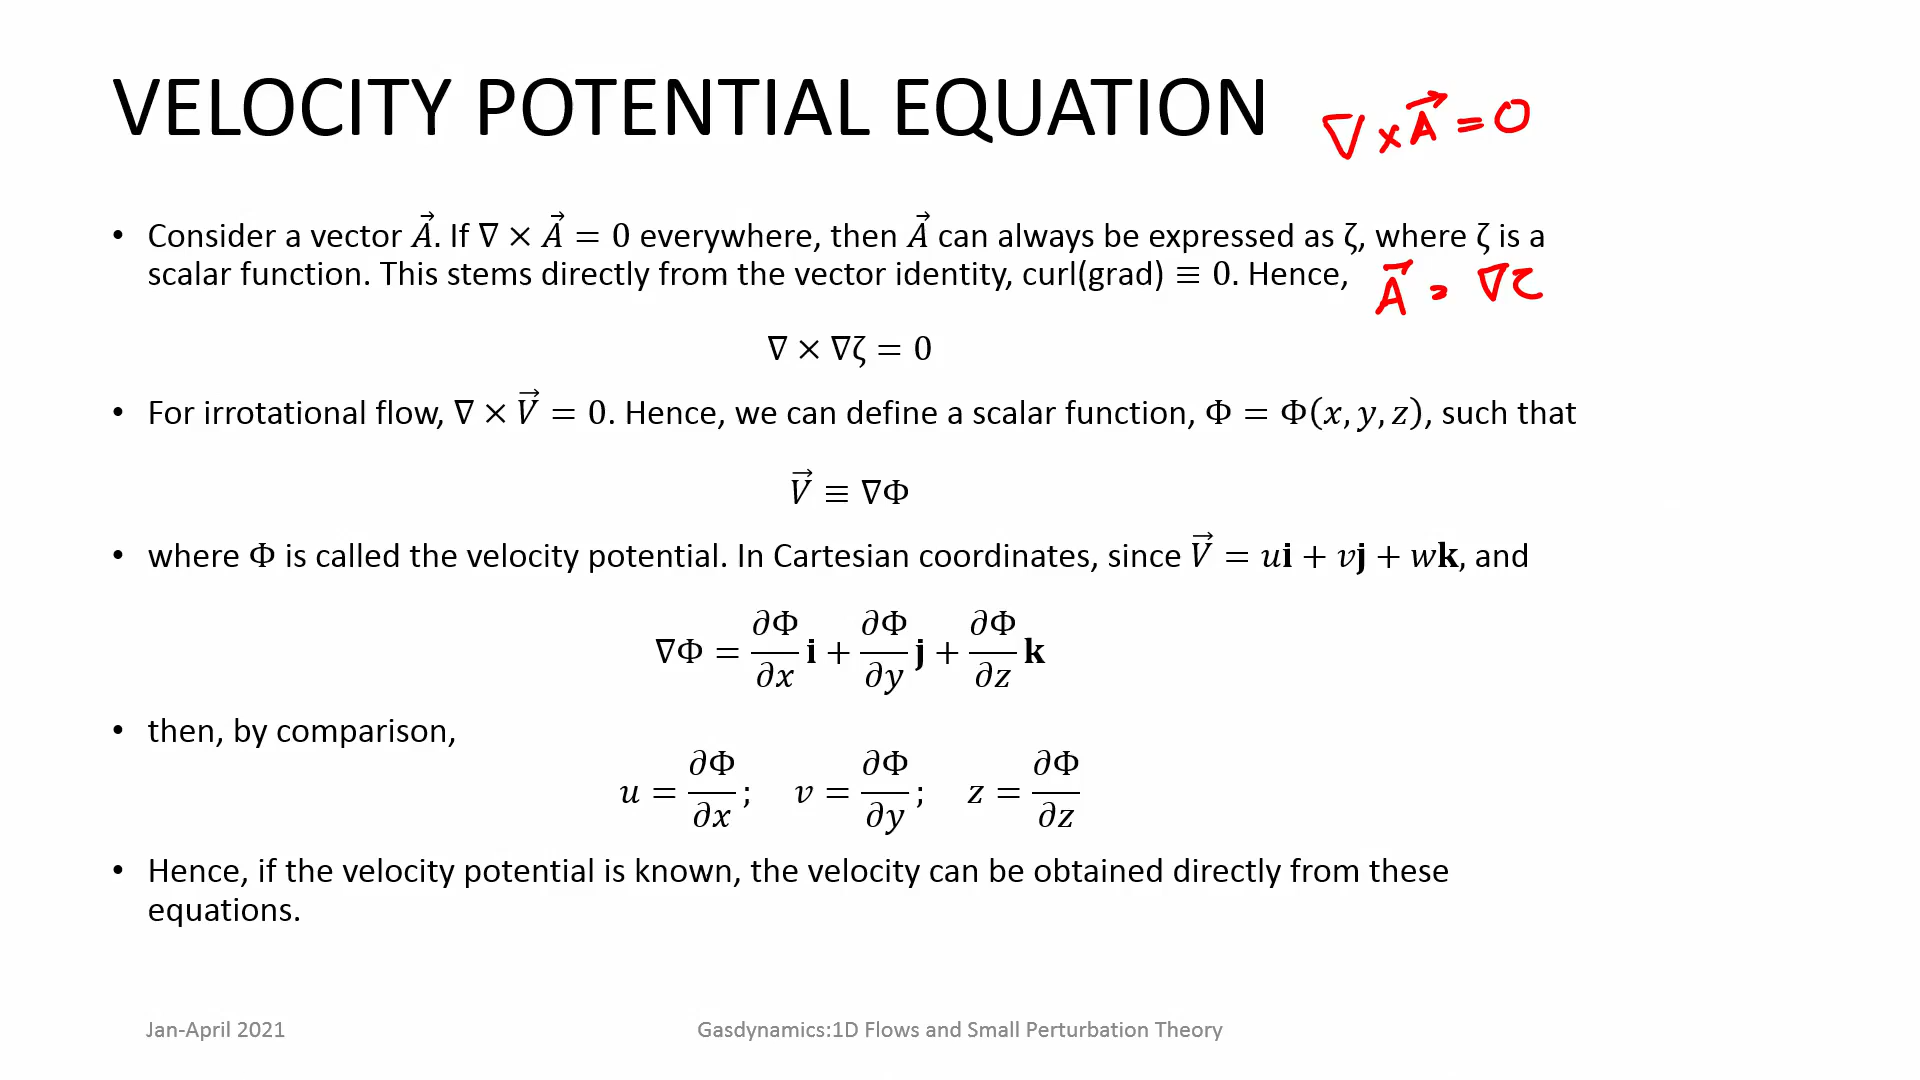 VELOCITY POTENTIAL EQUATION
∇ × A⃗ = 0
• Consider a vector A⃗. If ∇ × A⃗ = 0 everywhere, then A⃗ can always be expressed as ζ, where ζ is a
scalar function. This stems directly from the vector identity, curl(grad) ≡ 0. Hence,
A⃗ = ∇ζ
∇ × ∇ζ = 0
• For irrotational flow, ∇ × V⃗ = 0. Hence, we can define a scalar function, Φ = Φ(x, y, z), such that
V⃗ ≡ ∇Φ
• where Φ is called the velocity potential. In Cartesian coordinates, since V⃗ = u𝐢 + v𝐣 + w𝐤, and
∇Φ = ∂Φ/∂x 𝐢 + ∂Φ/∂y 𝐣 + ∂Φ/∂z 𝐤
• then, by comparison,
u = ∂Φ/∂x ; v = ∂Φ/∂y ; z = ∂Φ/∂z
• Hence, if the velocity potential is known, the velocity can be obtained directly from these
equations.
Jan-April 2021
Gasdynamics:1D Flows and Small Perturbation Theory